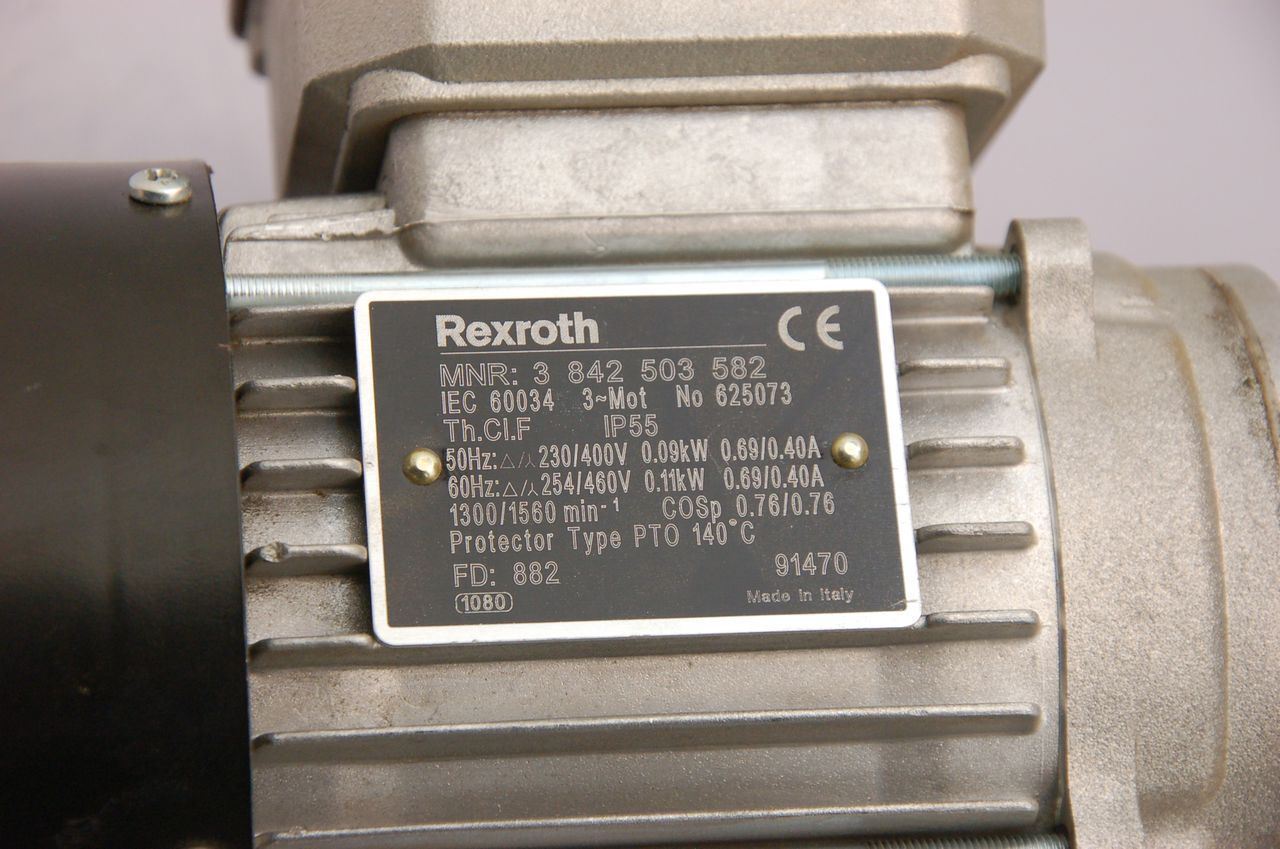 Rexroth CE
MNR: 3 842 503 582
IEC 60034 3~Mot No 625073
Th.Cl.F IP55
50Hz:△/⅄ 230/400V 0.09kW 0.69/0.40A
60Hz:△/⅄ 254/460V 0.11kW 0.69/0.40A
1300/1560 min⁻¹ COSp 0.76/0.76
Protector Type PTO 140°C
FD: 882 91470
1080 Made in Italy